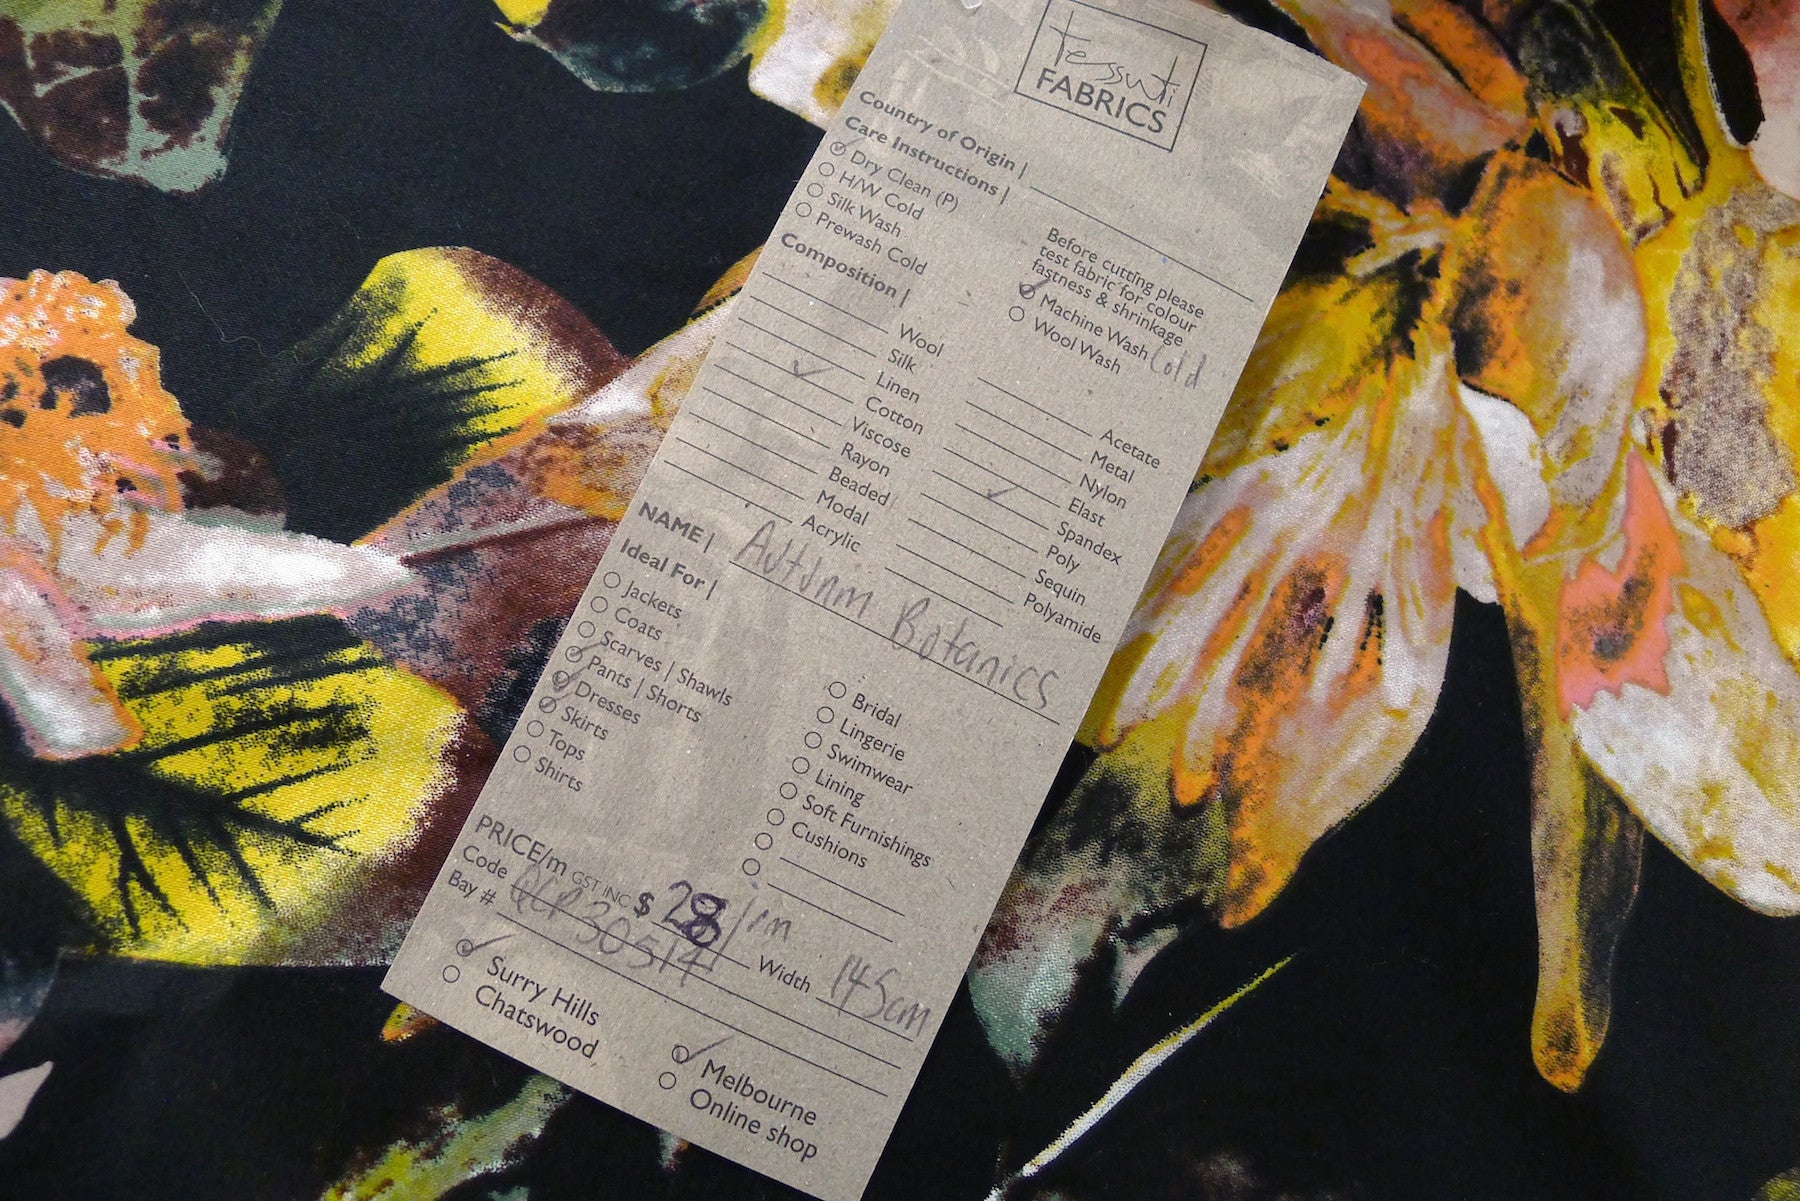 Tessuti
FABRICS
Country of Origin |
Care Instructions |
Dry Clean (P)
H/W Cold
Silk Wash
Prewash Cold
Before cutting please
test fabric for colour
fastness & shrinkage
Machine Wash Cold
Wool Wash
Composition |
Wool
Silk
Linen
Cotton
Viscose
Rayon
Beaded
Modal
Acrylic
Acetate
Metal
Nylon
Elast
Spandex
Poly
Sequin
Polyamide
NAME | Autumn Botanics
Ideal For |
Jackets
Coats
Scarves | Shawls
Pants | Shorts
Dresses
Skirts
Tops
Shirts
Bridal
Lingerie
Swimwear
Lining
Soft Furnishings
Cushions
PRICE/m GST INC $ 28/m
Code Width 145cm
Bay #
Surry Hills
Chatswood
Melbourne
Online shop